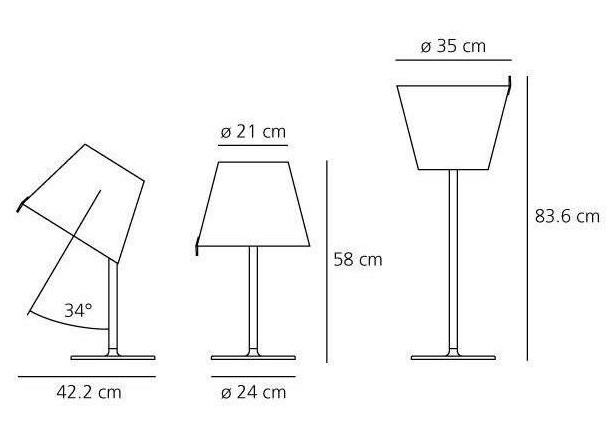 ø 35 cm
ø 21 cm
83.6 cm
58 cm
34°
42.2 cm
ø 24 cm